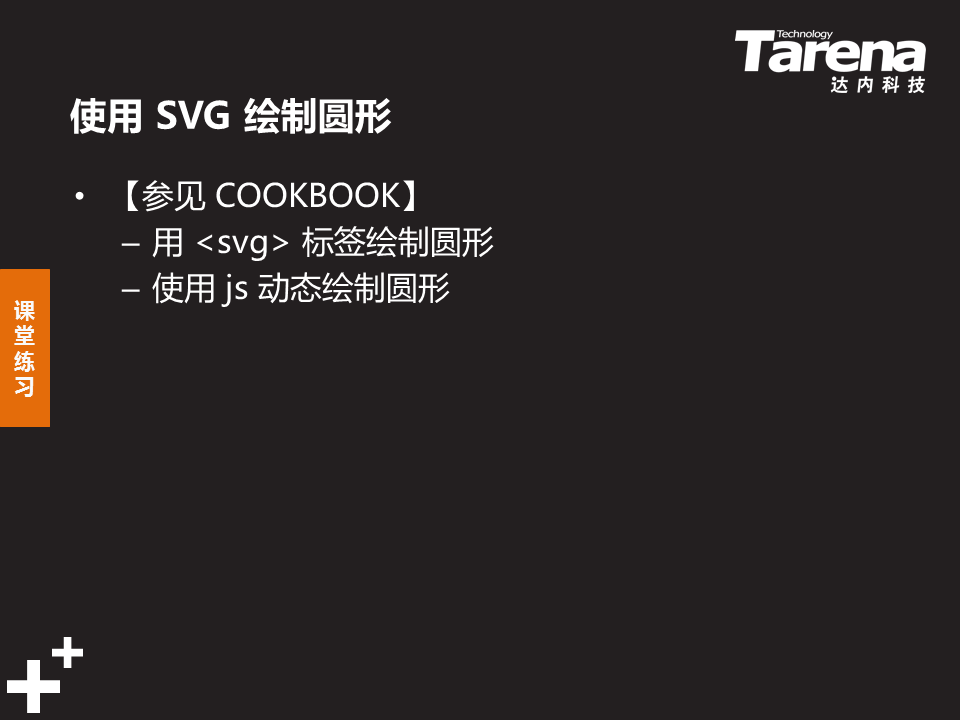 Technology
Tarena
达内科技
使用 SVG 绘制圆形
• 【参见 COOKBOOK】
– 用 <svg> 标签绘制圆形
– 使用 js 动态绘制圆形
课
堂
练
习